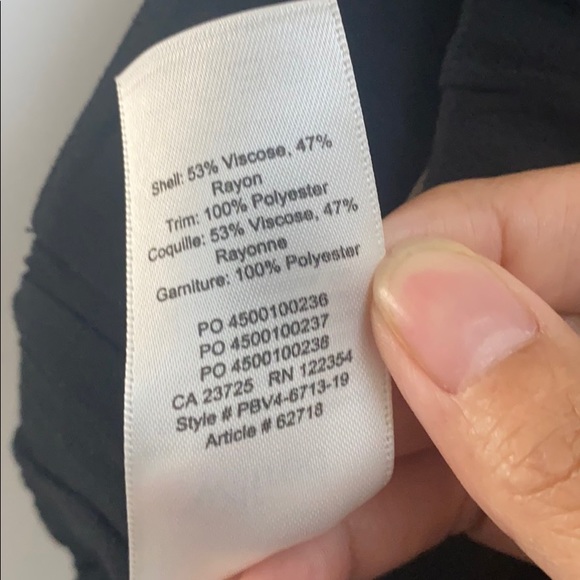 Shell: 53% Viscose, 47%
Rayon
Trim: 100% Polyester
Coquille: 53% Viscose, 47%
Rayonne
Garniture: 100% Polyester
PO 4500100236
PO 4500100237
PO 4500100238
CA 23725 RN 122354
Style # PBV4-6713-19
Article # 62718